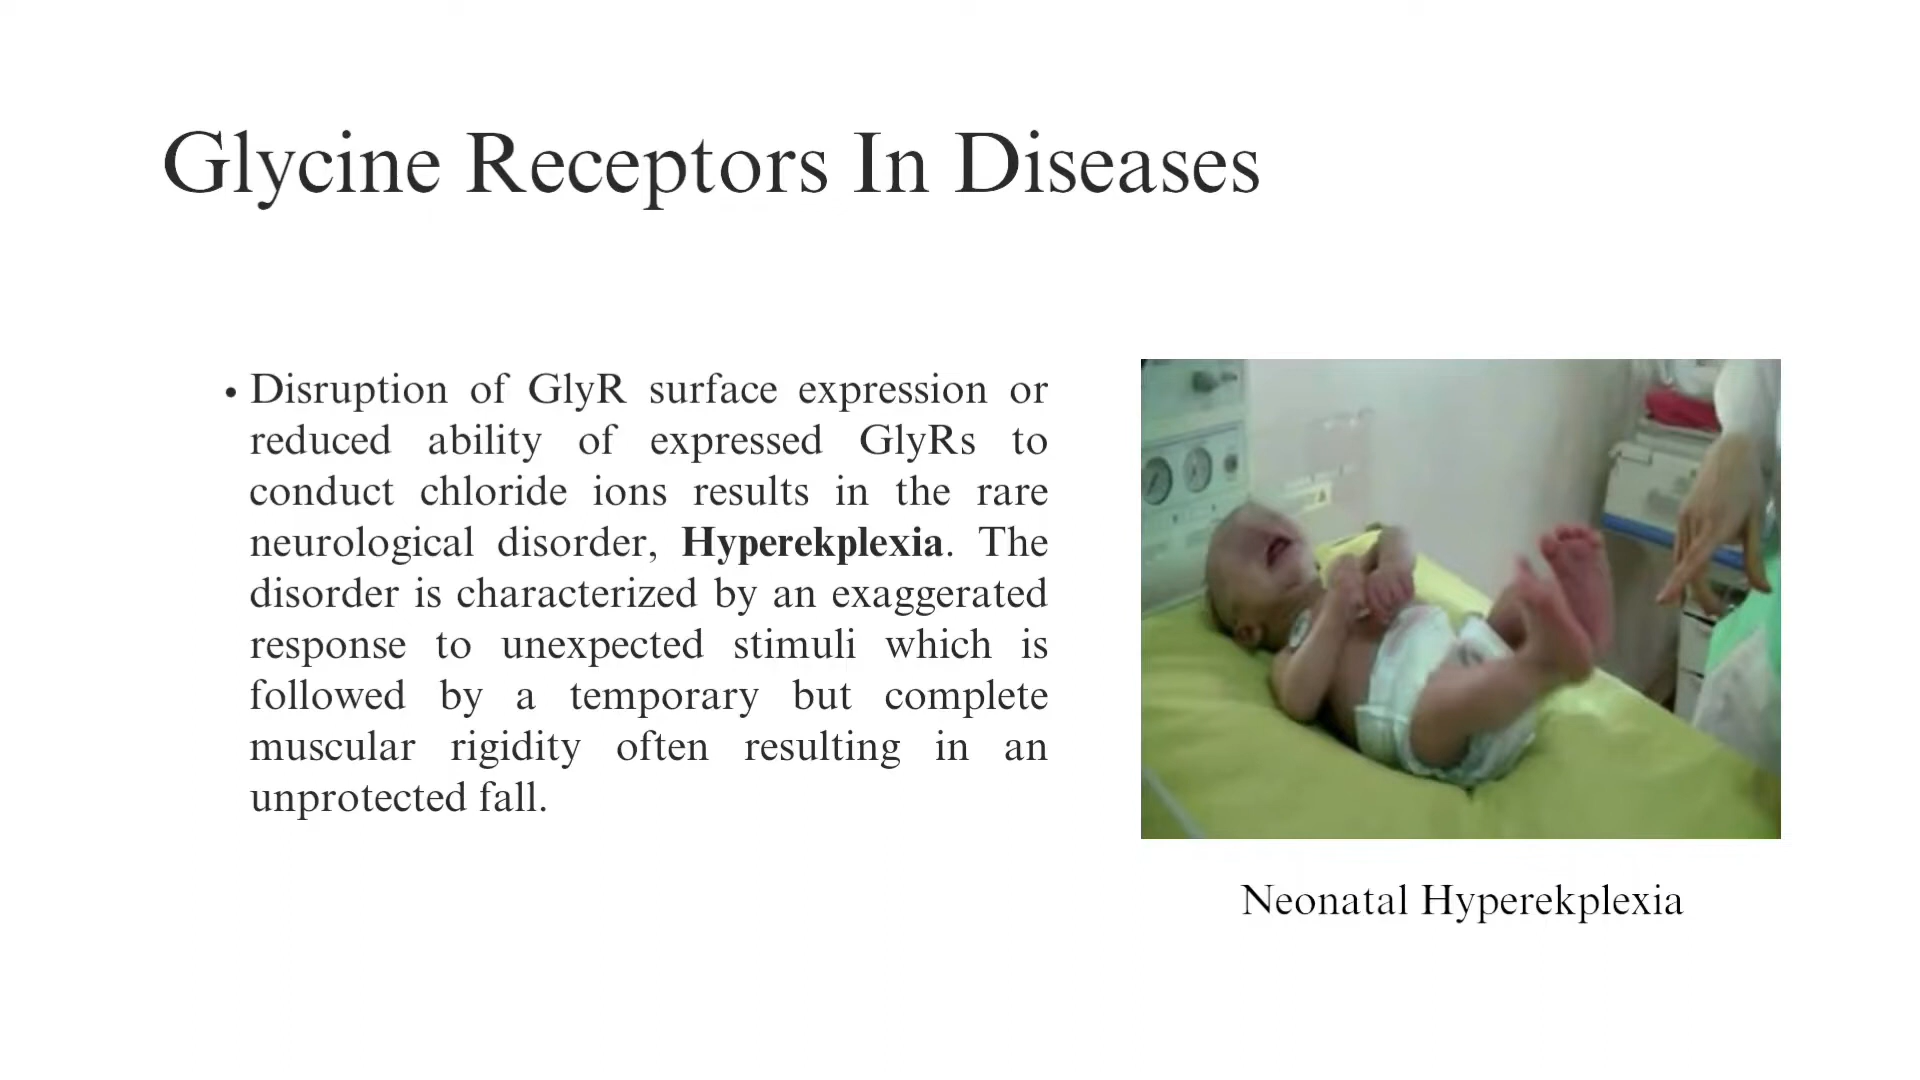 Glycine Receptors In Diseases
• Disruption of GlyR surface expression or
reduced ability of expressed GlyRs to
conduct chloride ions results in the rare
neurological disorder, Hyperekplexia. The
disorder is characterized by an exaggerated
response to unexpected stimuli which is
followed by a temporary but complete
muscular rigidity often resulting in an
unprotected fall.
Neonatal Hyperekplexia